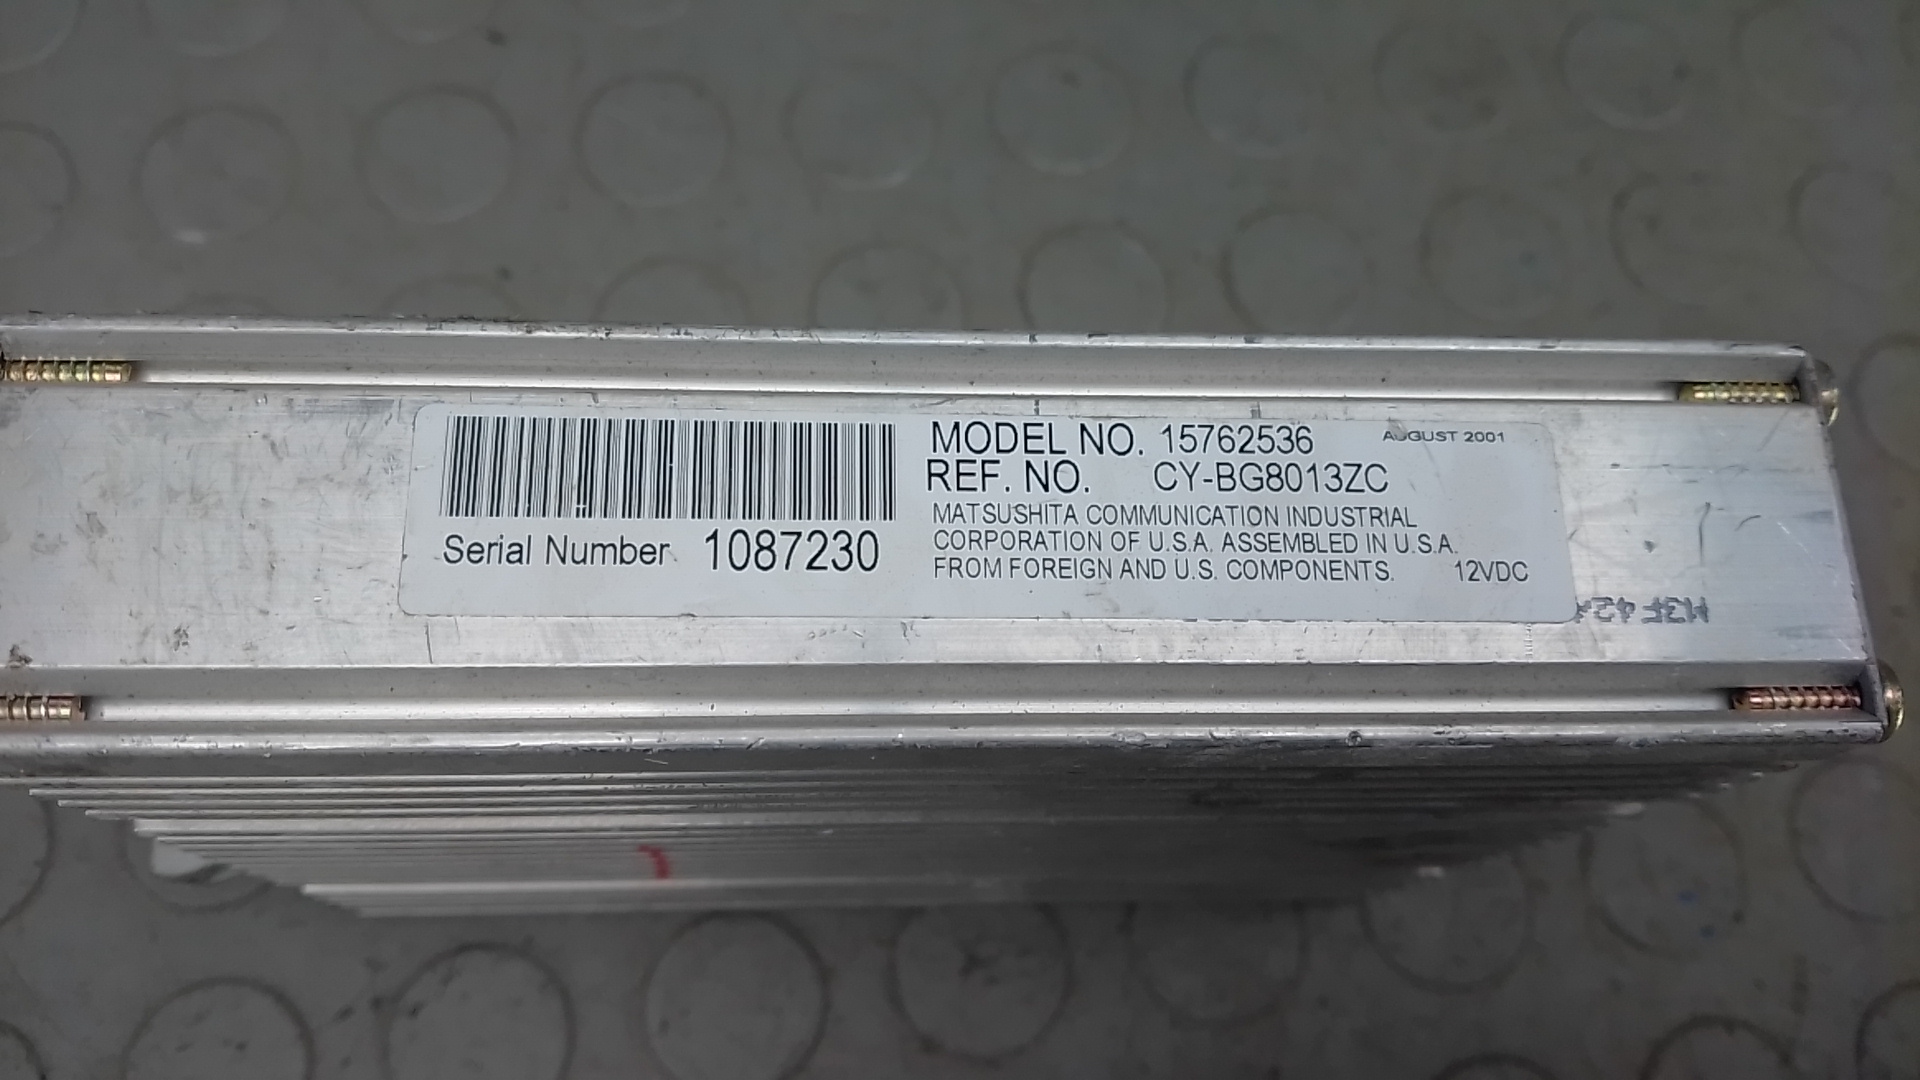 MODEL NO. 15762536 AUGUST 2001
REF. NO. CY-BG8013ZC
MATSUSHITA COMMUNICATION INDUSTRIAL
CORPORATION OF U.S.A. ASSEMBLED IN U.S.A.
FROM FOREIGN AND U.S. COMPONENTS. 12VDC
Serial Number 1087230